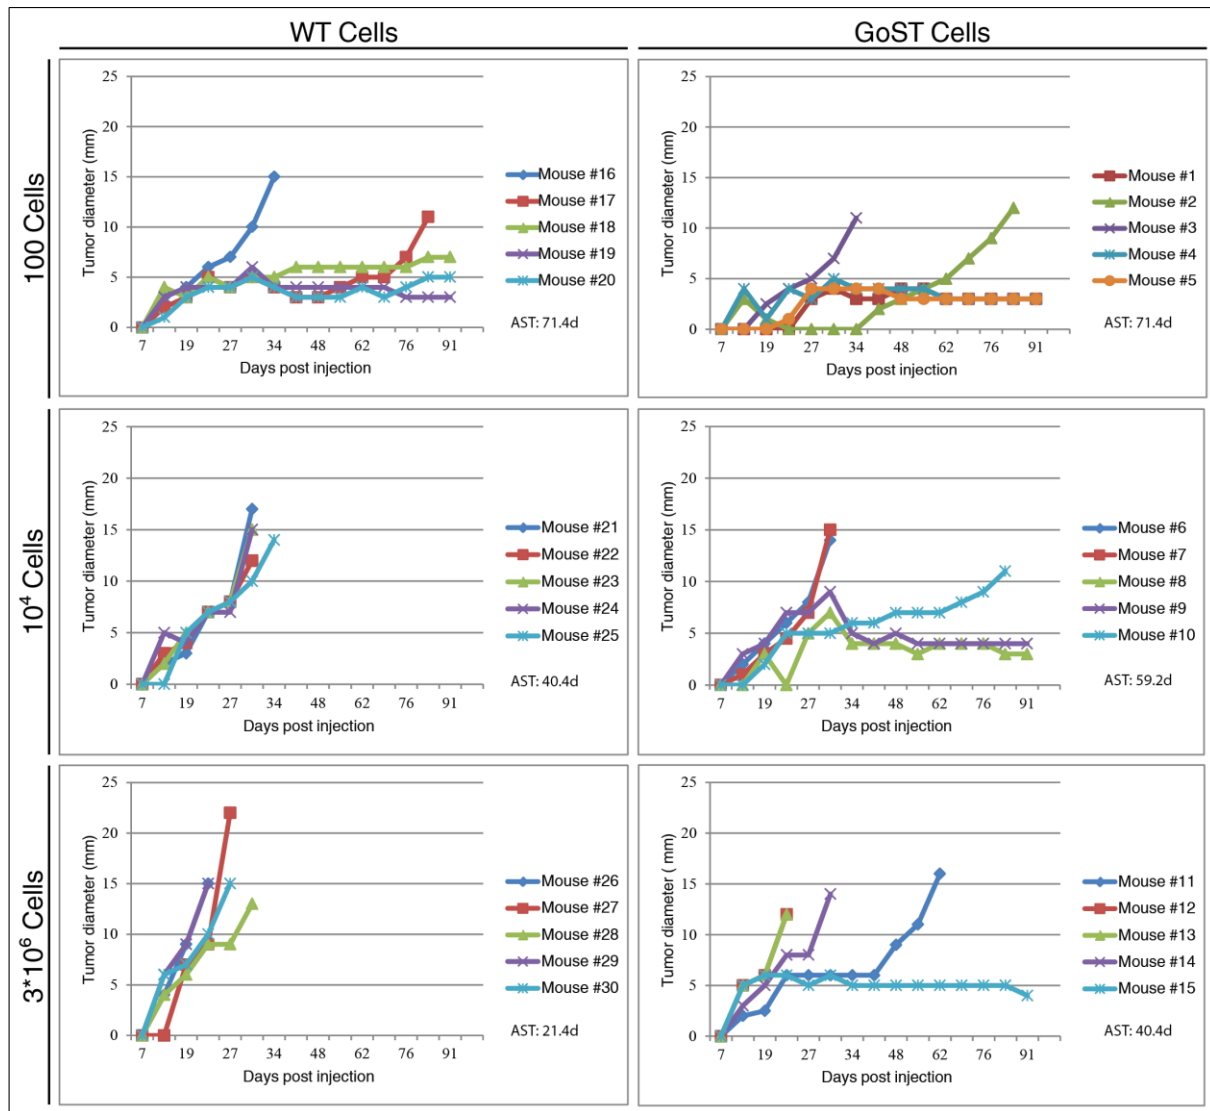 WT Cells
GoST Cells
100 Cells
25
20
15
10
5
0
Tumor diameter (mm)
7 19 27 34 48 62 76 91
Days post injection
Mouse #16
Mouse #17
Mouse #18
Mouse #19
Mouse #20
AST: 71.4d
25
20
15
10
5
0
Tumor diameter (mm)
7 19 27 34 48 62 76 91
Days post injection
Mouse #1
Mouse #2
Mouse #3
Mouse #4
Mouse #5
AST: 71.4d
10⁴ Cells
25
20
15
10
5
0
Tumor diameter (mm)
7 19 27 34 48 62 76 91
Days post injection
Mouse #21
Mouse #22
Mouse #23
Mouse #24
Mouse #25
AST: 40.4d
25
20
15
10
5
0
Tumor diameter (mm)
7 19 27 34 48 62 76 91
Days post injection
Mouse #6
Mouse #7
Mouse #8
Mouse #9
Mouse #10
AST: 59.2d
3*10⁶ Cells
25
20
15
10
5
0
Tumor diameter (mm)
7 19 27 34 48 62 76 91
Days post injection
Mouse #26
Mouse #27
Mouse #28
Mouse #29
Mouse #30
AST: 21.4d
25
20
15
10
5
0
Tumor diameter ( mm)
7 19 27 34 48 62 76 91
Days post injection
Mouse #11
Mouse #12
Mouse #13
Mouse #14
Mouse #15
AST: 40.4d